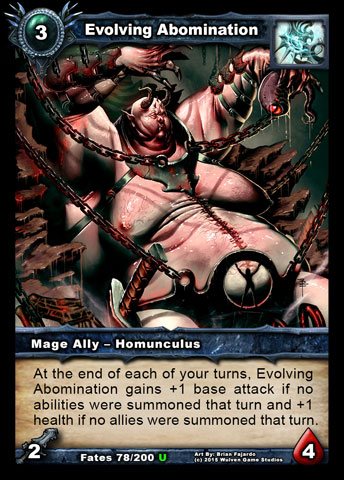 3
Evolving Abomination
Mage Ally – Homunculus
At the end of each of your turns, Evolving
Abomination gains +1 base attack if no
abilities were summoned that turn and +1
health if no allies were summoned that turn.
2
Fates 78/200 U
Art By: Brian Fajardo
(c) 2015 Wulven Game Studios
4